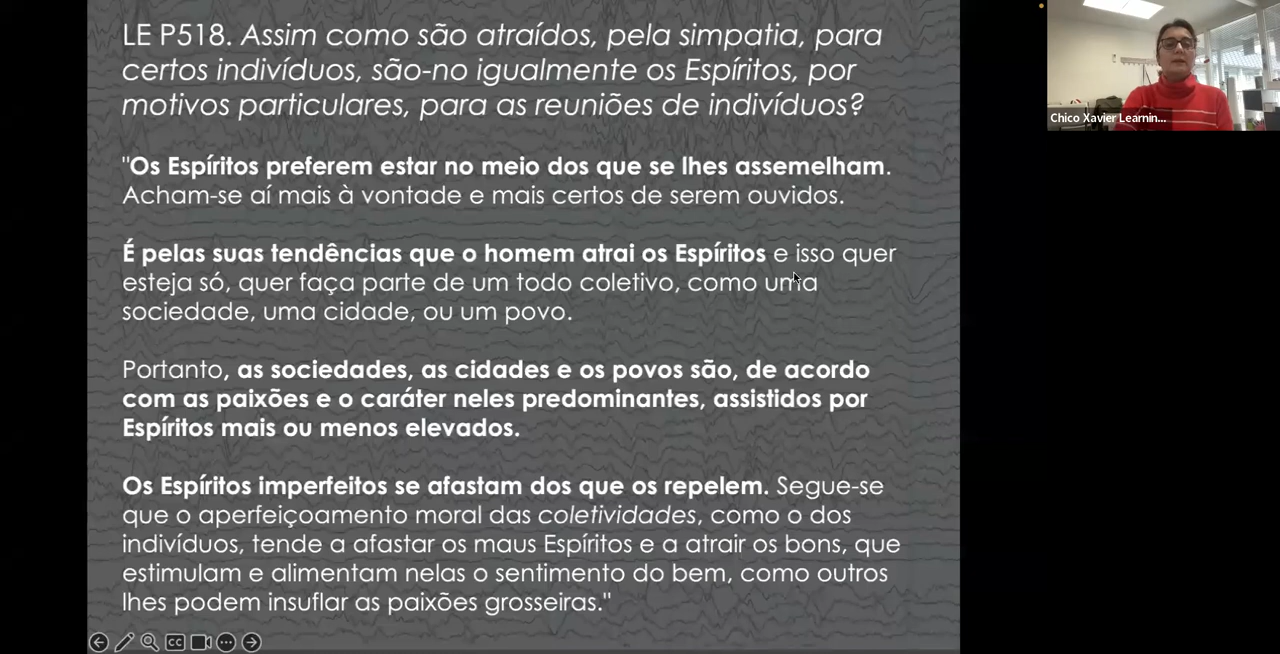 LE P518. Assim como são atraídos, pela simpatia, para
certos indivíduos, são-no igualmente os Espíritos, por
motivos particulares, para as reuniões de indivíduos?
"Os Espíritos preferem estar no meio dos que se lhes assemelham.
Acham-se aí mais à vontade e mais certos de serem ouvidos.
É pelas suas tendências que o homem atrai os Espíritos e isso quer
esteja só, quer faça parte de um todo coletivo, como uma
sociedade, uma cidade, ou um povo.
Portanto, as sociedades, as cidades e os povos são, de acordo
com as paixões e o caráter neles predominantes, assistidos por
Espíritos mais ou menos elevados.
Os Espíritos imperfeitos se afastam dos que os repelem. Segue-se
que o aperfeiçoamento moral das coletividades, como o dos
indivíduos, tende a afastar os maus Espíritos e a atrair os bons, que
estimulam e alimentam nelas o sentimento do bem, como outros
lhes podem insuflar as paixões grosseiras."
CC
Chico Xavier Learnin...